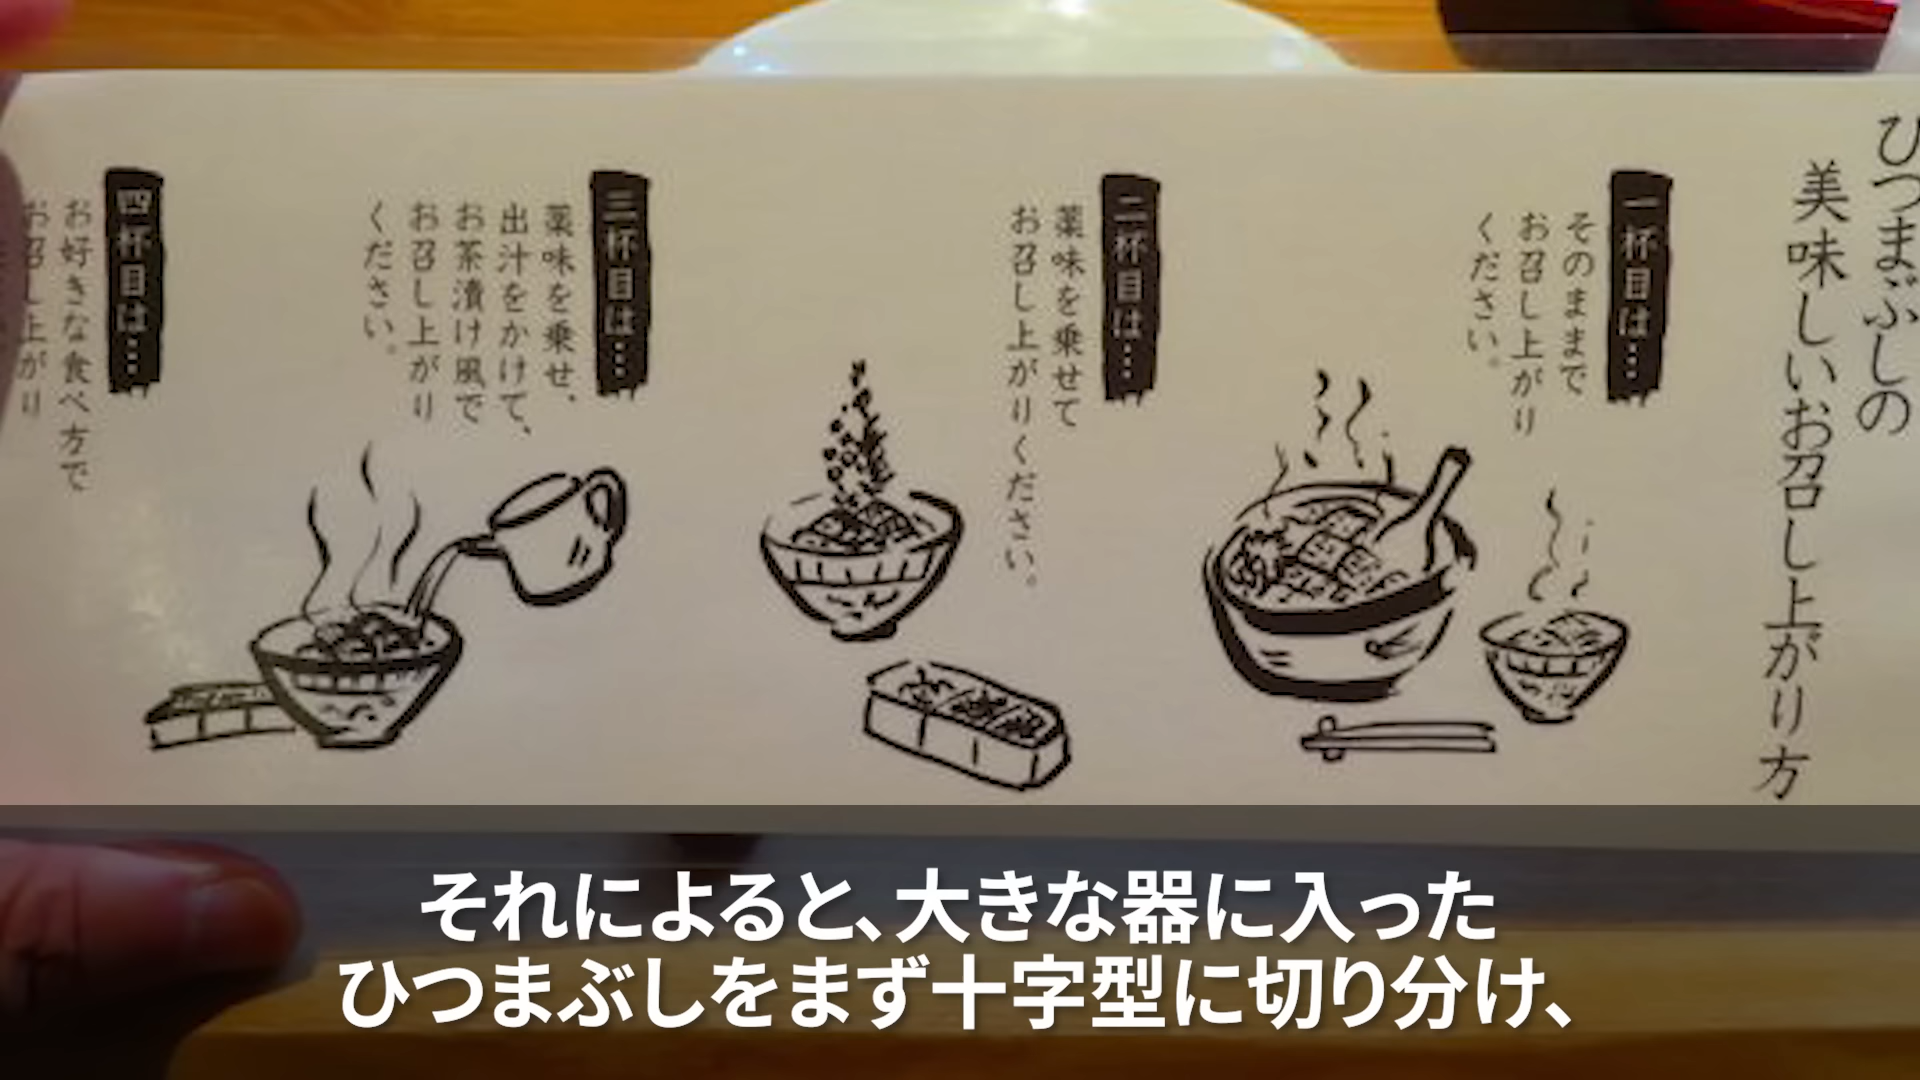 ひつまぶしの
美味しいお召し上がり方
一杯目は…
そのままで
お召し上がり
ください。
二杯目は…
薬味を乗せて
お召し上がりください。
三杯目は…
薬味を乗せ、
出汁をかけて、
お茶漬け風で
お召し上がり
ください。
四杯目は…
お好きな食べ方で
お召し上がり
それによると、大きな器に入った
ひつまぶしをまず十字型に切り分け、